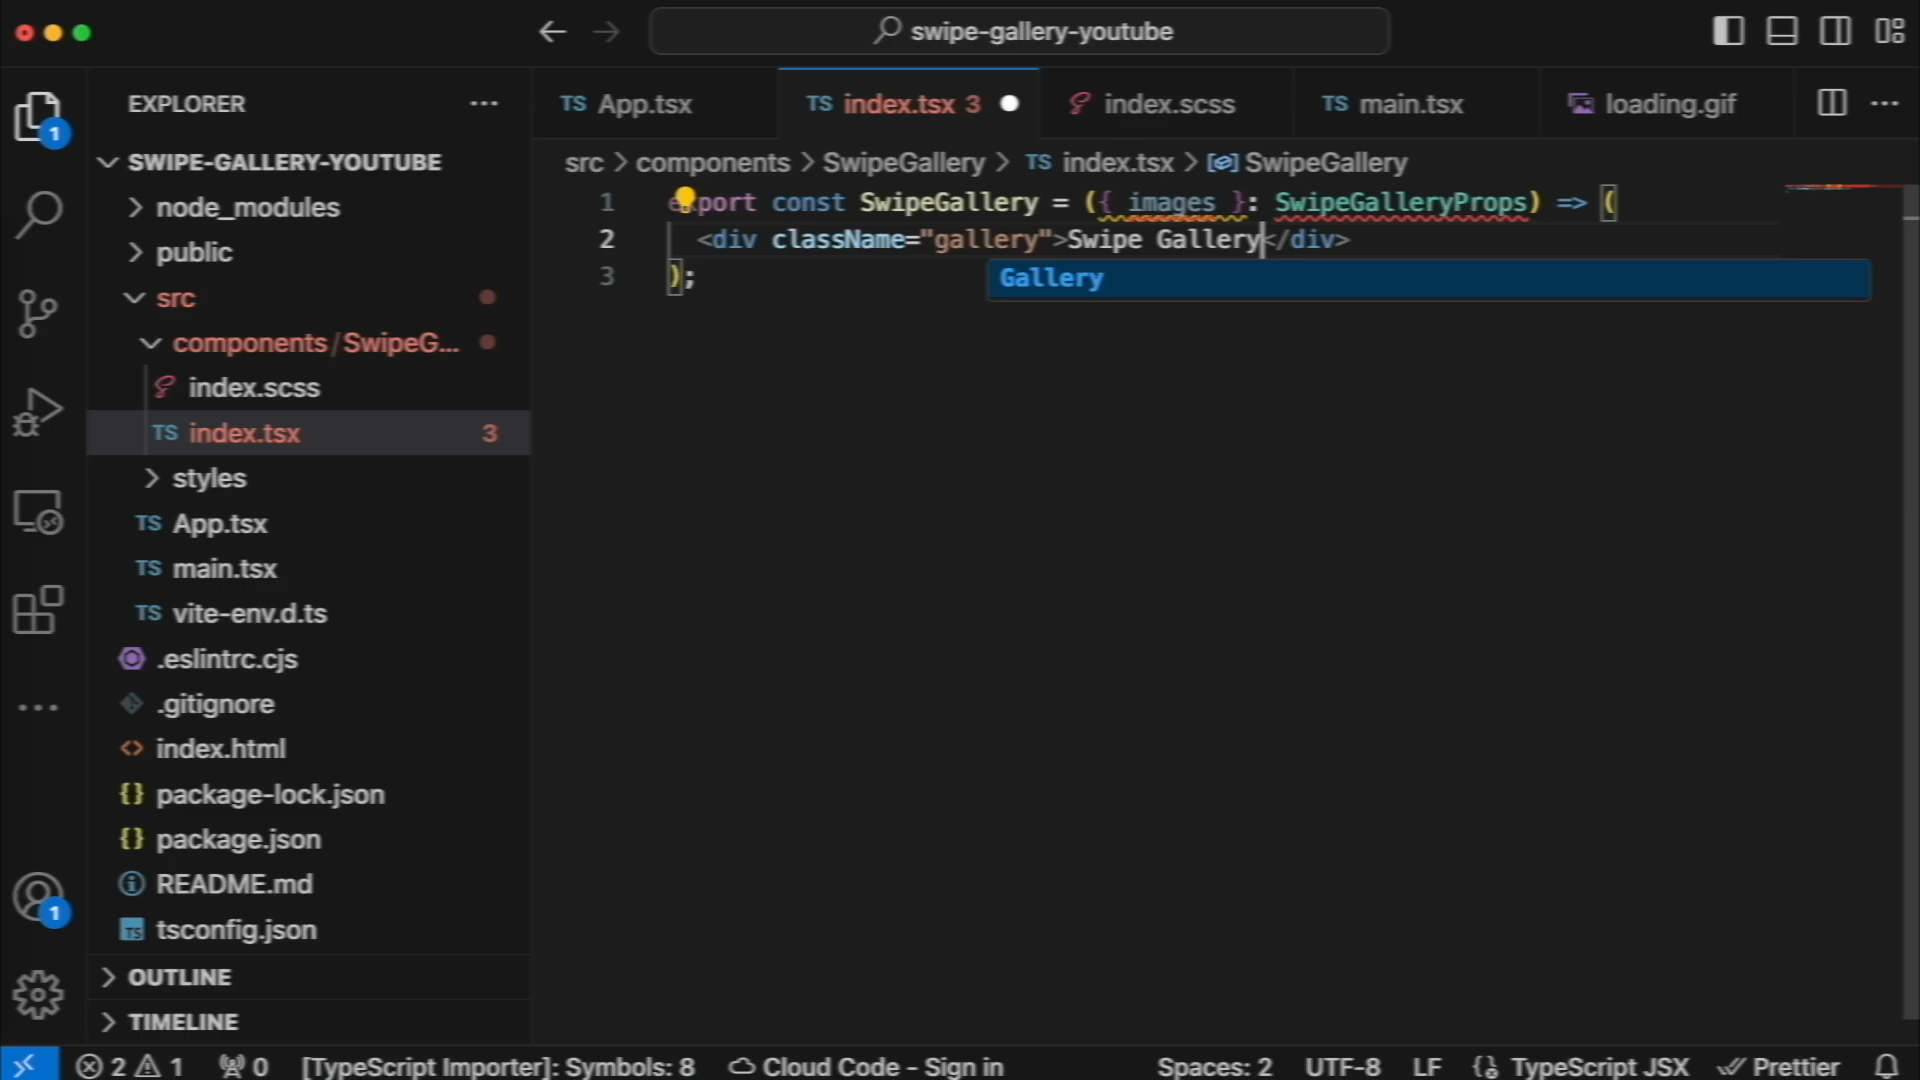 swipe-gallery-youtube
EXPLORER
App.tsx
index.tsx 3
index.scss
main.tsx
loading.gif
SWIPE-GALLERY-YOUTUBE
src > components > SwipeGallery > TS index.tsx > SwipeGallery
node_modules
public
src
components/SwipeG...
index.scss
TS index.tsx 3
styles
TS App.tsx
TS main.tsx
TS vite-env.d.ts
.eslintrc.cjs
.gitignore
index.html
package-lock.json
package.json
README.md
tsconfig.json
OUTLINE
TIMELINE
1 export const SwipeGallery = ({ images }: SwipeGalleryProps) => (
2 <div className="gallery">Swipe Gallery</div>
3 );
Gallery
1
1
2 1 0 [TypeScript Importer]: Symbols: 8 Cloud Code - Sign in Spaces: 2 UTF-8 LF TypeScript JSX Prettier